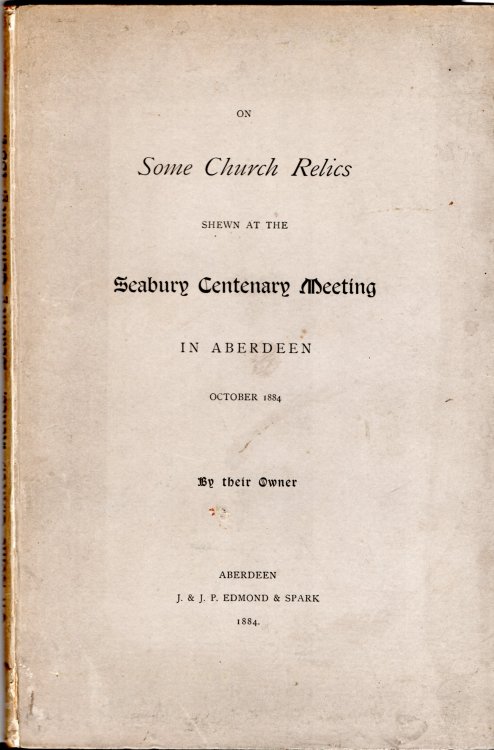 ON
Some Church Relics
SHEWN AT THE
Seabury Centenary Meeting
IN ABERDEEN
OCTOBER 1884
By their Owner
ABERDEEN
J. & J. P. EDMOND & SPARK
1884.